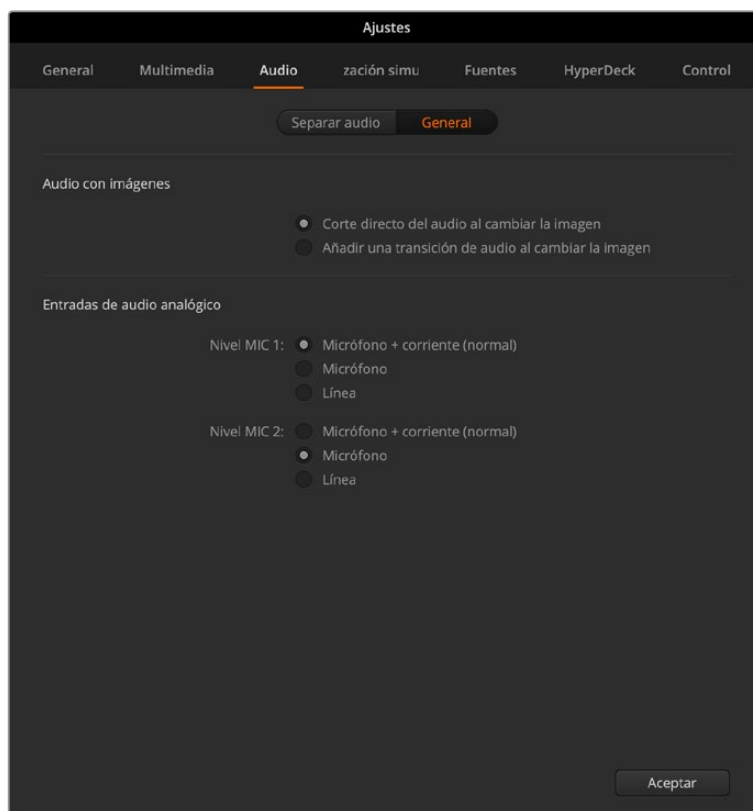 Ajustes
General Multimedia Audio zación simu Fuentes HyperDeck Control
Separar audio General
Audio con imágenes
Corte directo del audio al cambiar la imagen
Añadir una transición de audio al cambiar la imagen
Entradas de audio analógico
Nivel MIC 1: Micrófono + corriente (normal)
Micrófono
Línea
Nivel MIC 2: Micrófono + corriente (normal)
Micrófono
Línea
Aceptar